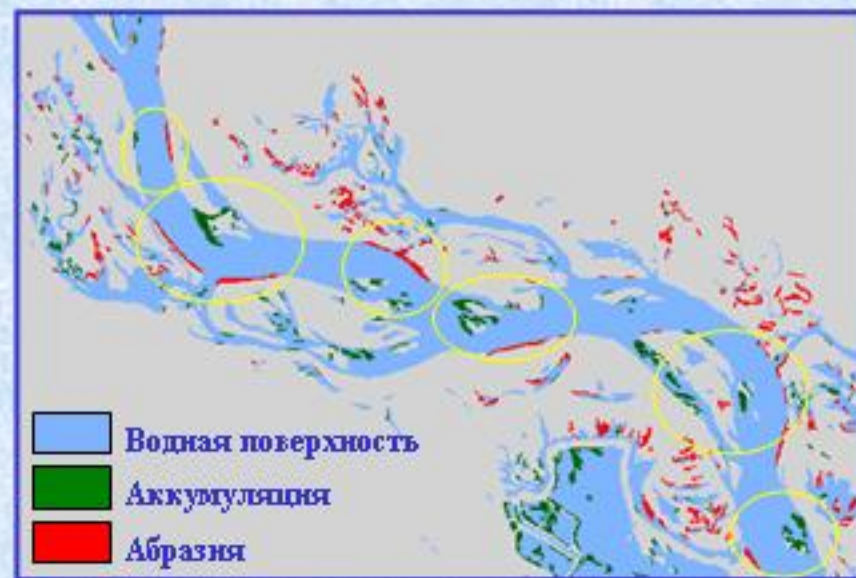 Водная поверхность
Аккумуляция
Абразия